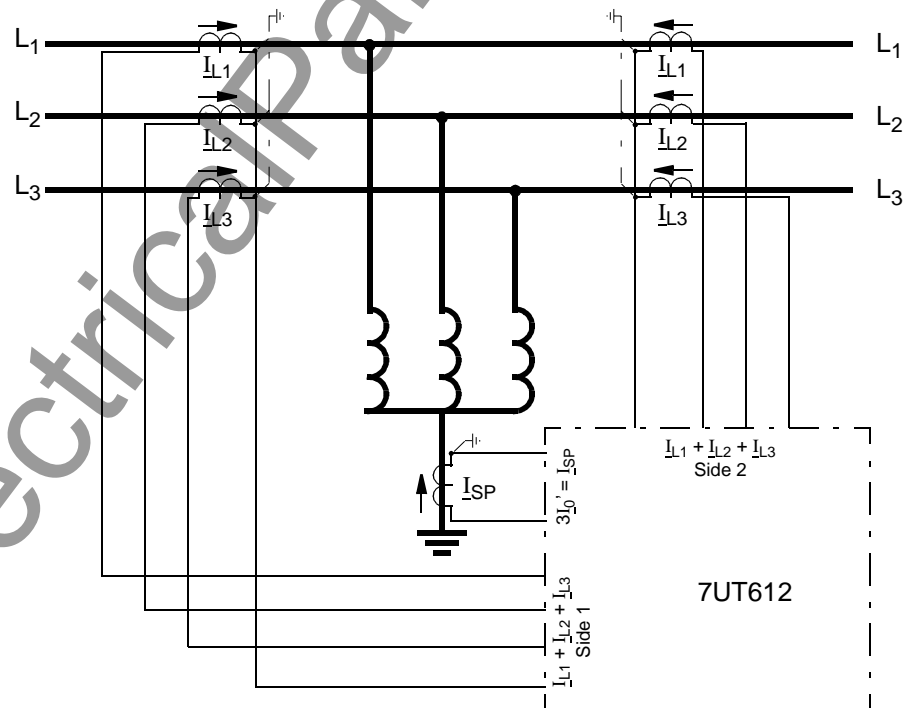 L1 L1
IL1 IL1
L2 L2
IL2 IL2
L3 L3
IL3 IL3
ISP
3I0' = ISP
IL1 + IL2 + IL3
Side 2
7UT612
IL1 + IL2 + IL3
Side 1